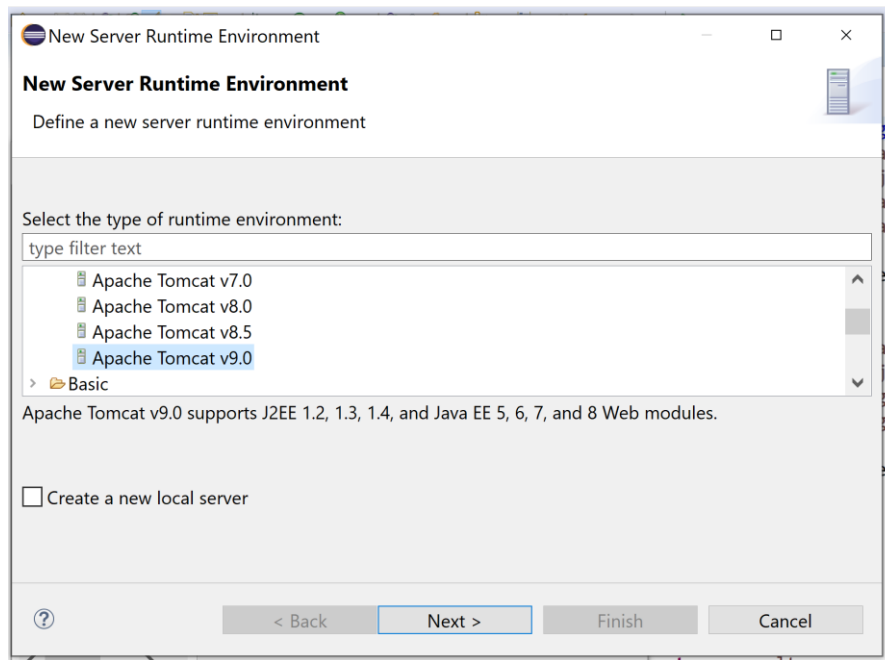 New Server Runtime Environment
New Server Runtime Environment
Define a new server runtime environment
Select the type of runtime environment:
type filter text
Apache Tomcat v7.0
Apache Tomcat v8.0
Apache Tomcat v8.5
Apache Tomcat v9.0
Basic
Apache Tomcat v9.0 supports J2EE 1.2, 1.3, 1.4, and Java EE 5, 6, 7, and 8 Web modules.
Create a new local server
< Back Next > Finish Cancel